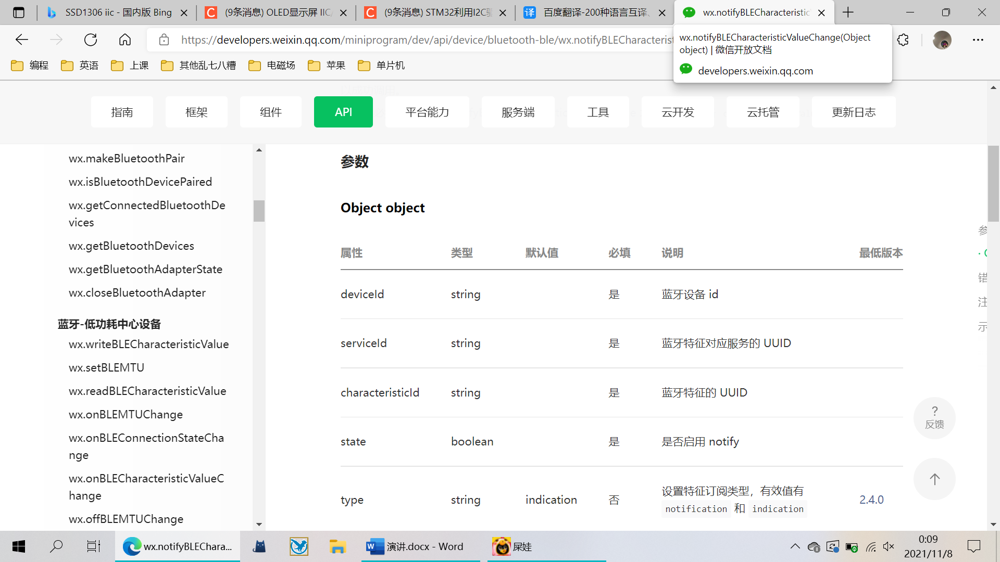 SSD1306 iic - 国内版 Bing
(9条消息) OLED显示屏 IIC
(9条消息) STM32利用I2C驱
百度翻译-200种语言互译、
wx.notifyBLECharacteristic
https://developers.weixin.qq.com/miniprogram/dev/api/device/bluetooth-ble/wx.notifyBLECharacterist
wx.notifyBLECharacteristicValueChange(Object
object) | 微信开放文档
developers.weixin.qq.com
编程
英语
上课
其他乱七八糟
电磁场
苹果
单片机
指南
框架
组件
API
平台能力
服务端
工具
云开发
云托管
更新日志
wx.makeBluetoothPair
wx.isBluetoothDevicePaired
wx.getConnectedBluetoothDe
vices
wx.getBluetoothDevices
wx.getBluetoothAdapterState
wx.closeBluetoothAdapter
蓝牙-低功耗中心设备
wx.writeBLECharacteristicValue
wx.setBLEMTU
wx.readBLECharacteristicValue
wx.onBLEMTUChange
wx.onBLEConnectionStateCha
nge
wx.onBLECharacteristicValueC
hange
wx.offBLEMTUChange
参数
Object object
属性 类型 默认值 必填 说明 最低版本
deviceId string 是 蓝牙设备 id
serviceId string 是 蓝牙特征对应服务的 UUID
characteristicId string 是 蓝牙特征的 UUID
state boolean 是 是否启用 notify
type string indication 否 设置特征订阅类型，有效值有 2.4.0
notification 和 indication
参
错
注
示
?
反馈
wx.notifyBLEChara...
演讲.docx - Word
屎娃
0:09
2021/11/8